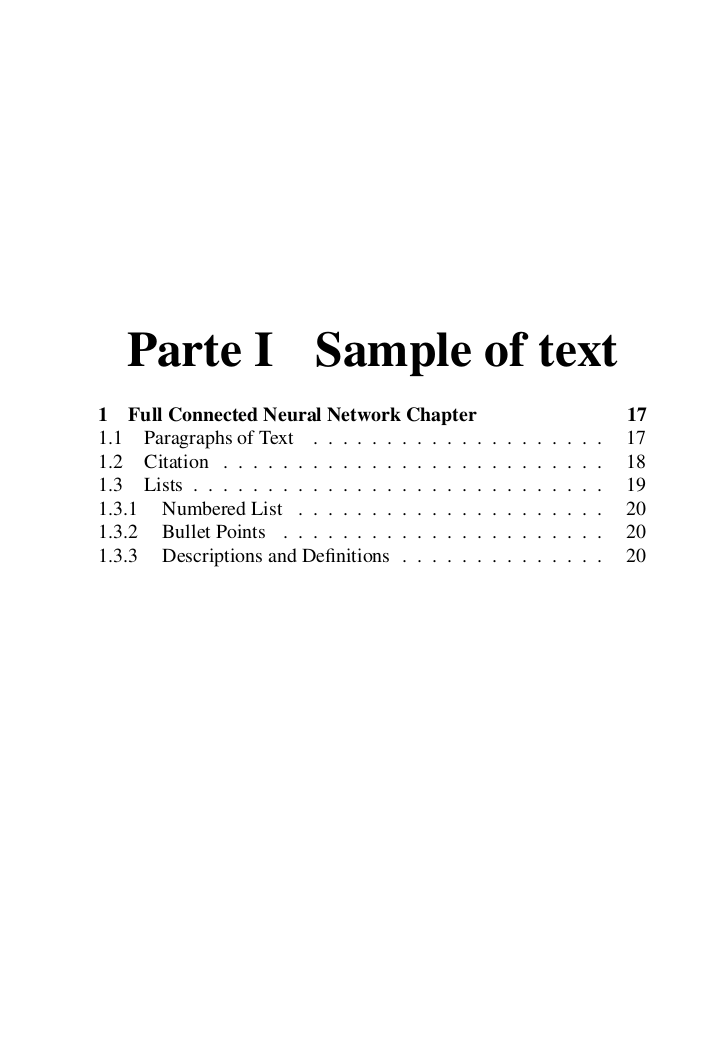 Parte I Sample of text
1 Full Connected Neural Network Chapter 17
1.1 Paragraphs of Text . . . . . . . . . . . . . . . . . . . . 17
1.2 Citation . . . . . . . . . . . . . . . . . . . . . . . . . . 18
1.3 Lists . . . . . . . . . . . . . . . . . . . . . . . . . . . . 19
1.3.1 Numbered List . . . . . . . . . . . . . . . . . . . . . 20
1.3.2 Bullet Points . . . . . . . . . . . . . . . . . . . . . . 20
1.3.3 Descriptions and Definitions . . . . . . . . . . . . . . 20